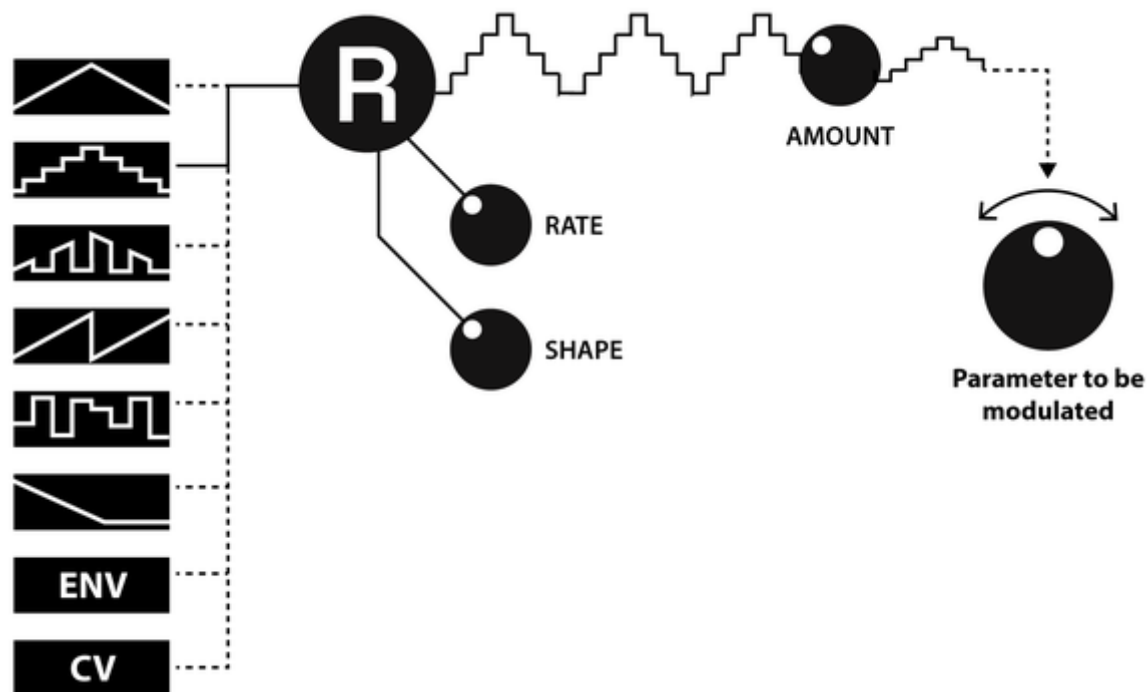 R
AMOUNT
RATE
SHAPE
Parameter to be
modulated
ENV
CV